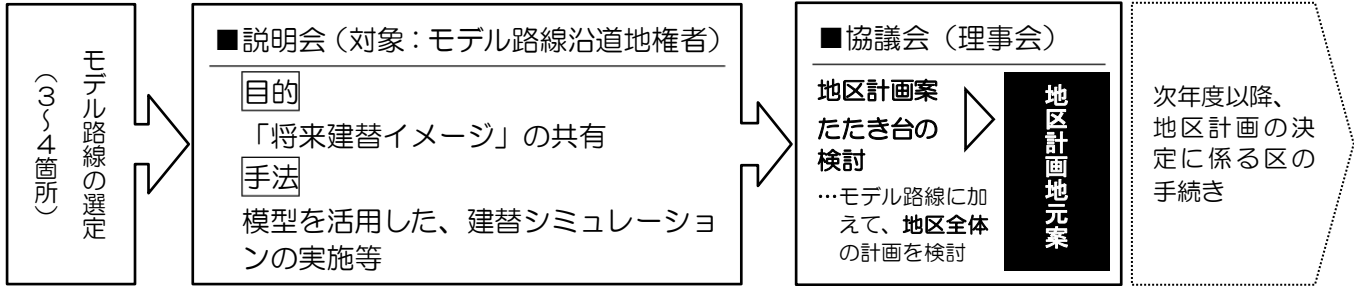 モデル路線の選定
（３～４箇所）
■説明会（対象：モデル路線沿道地権者）
目的
「将来建替イメージ」の共有
手法
模型を活用した、建替シミュレーショ
ンの実施等
■協議会（理事会）
地区計画案
たたき台の
検討
…モデル路線に加
えて、地区全体
の計画を検討
地区計画地元案
次年度以降、
地区計画の決
定に係る区の
手続き